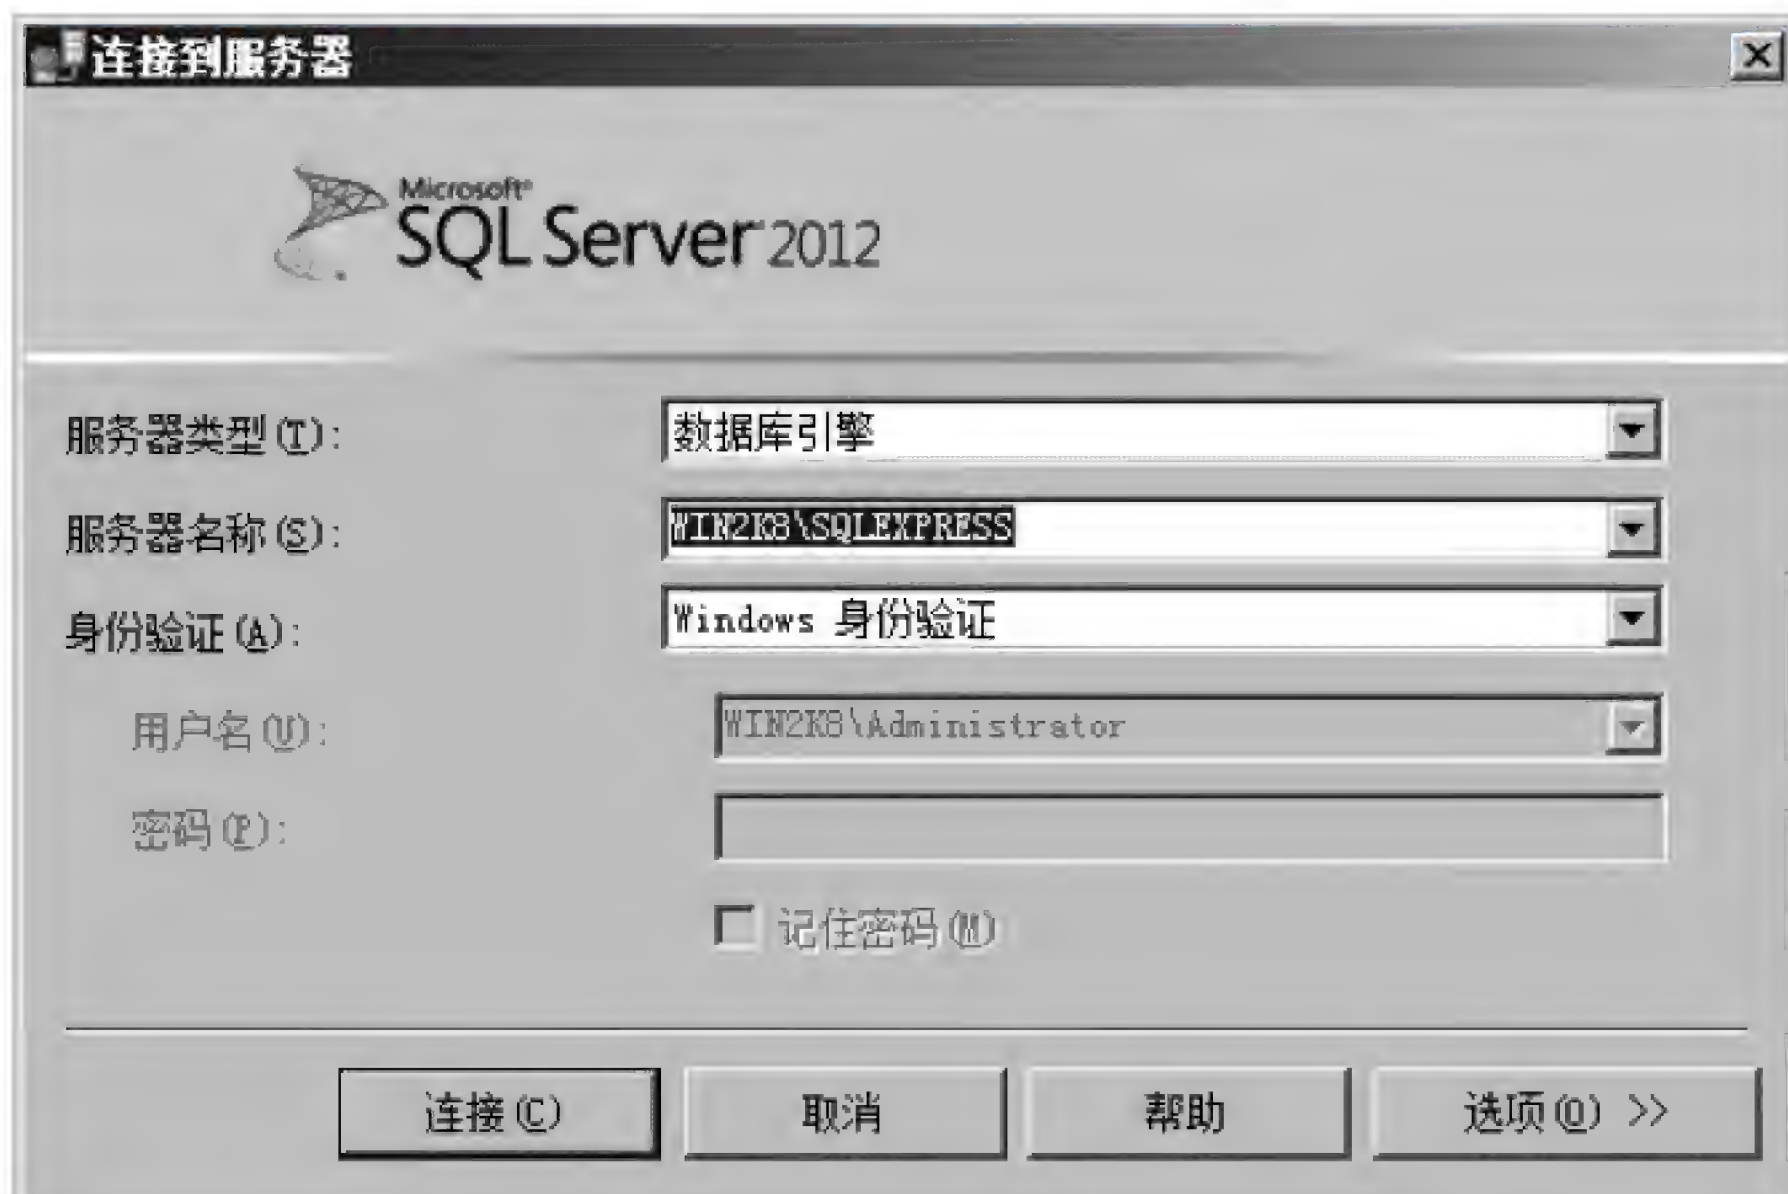 连接到服务器
Microsoft®
SQL Server 2012
服务器类型(T): 数据库引擎
服务器名称(S): WIN2K8\SQLEXPRESS
身份验证(A): Windows 身份验证
用户名(U): WIN2K8\Administrator
密码(P):
记住密码(M)
连接(C) 取消 帮助 选项(O) >>